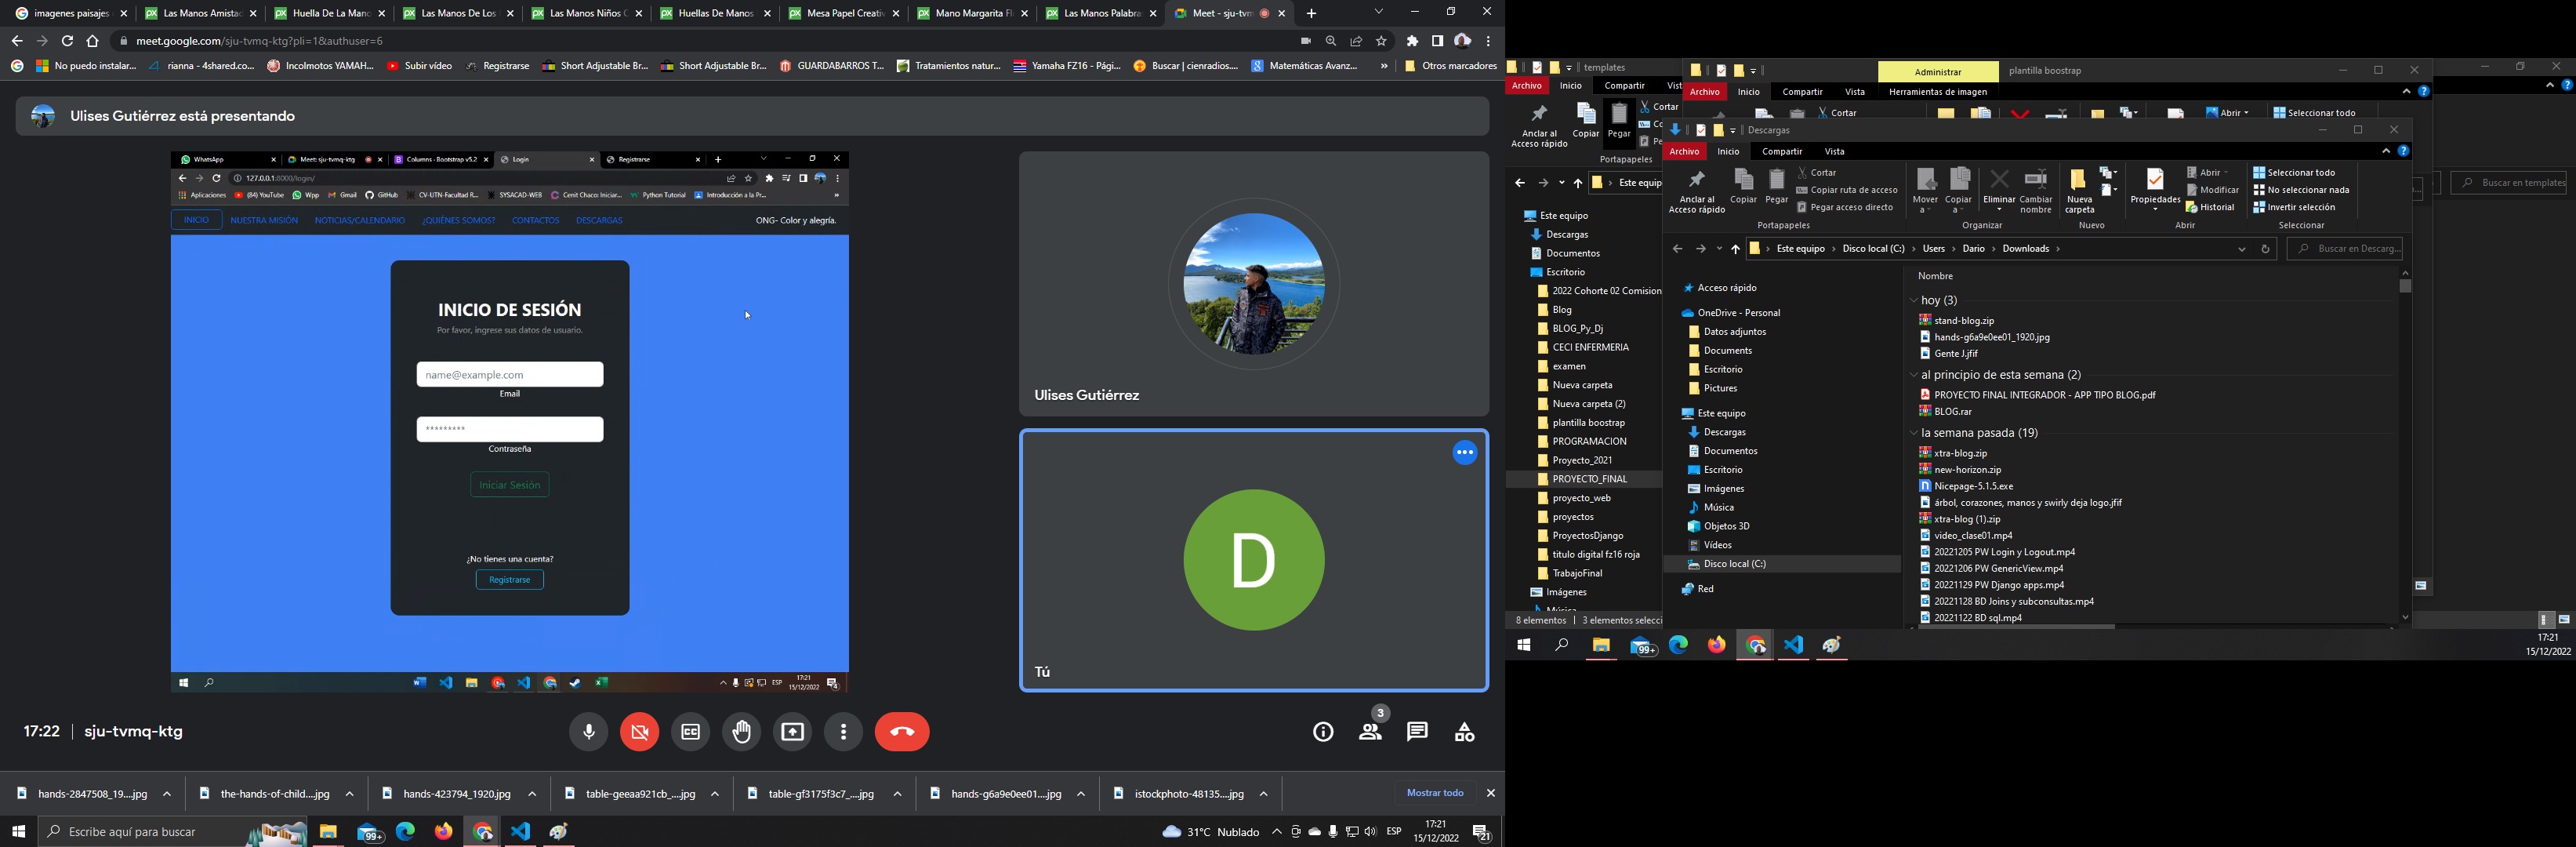 imagenes paisajes
Las Manos Amistad
Huella De La Mano
Las Manos De Los
Las Manos Niños C
Huellas De Manos
Mesa Papel Creativ
Mano Margarita Fl
Las Manos Palabra
Meet - sju-tvm
meet.google.com/sju-tvmq-ktg?pli=1&authuser=6
No puedo instalar...
rianna - 4shared.co...
Incolmotos YAMAH...
Subir vídeo
Registrarse
Short Adjustable Br...
Short Adjustable Br...
GUARDABARROS T...
Tratamientos natur...
Yamaha FZ16 - Pági...
Buscar | cienradios....
Matemáticas Avanz...
»
Otros marcadores
Ulises Gutiérrez está presentando
WhatsApp
Meet: sju-tvmq-ktg
Columns · Bootstrap v5.2
Login
Registrarse
127.0.0.1:8000/login/
Aplicaciones
(84) YouTube
Wpp
Gmail
GitHub
CV-UTN-Facultad R...
SYSACAD-WEB
Cenit Chaco: Iniciar...
Python Tutorial
Introducción a la Pr...
»
INICIO
NUESTRA MISIÓN
NOTICIAS/CALENDARIO
¿QUIÉNES SOMOS?
CONTACTOS
DESCARGAS
ONG- Color y alegría.
INICIO DE SESIÓN
Por favor, ingrese sus datos de usuario.
name@example.com
Email
*********
Contraseña
Iniciar Sesión
¿No tienes una cuenta?
Registrarse
ESP
17:21
15/12/2022
Ulises Gutiérrez
D
Tú
17:22 | sju-tvmq-ktg
CC
3
hands-2847508_19....jpg
the-hands-of-child....jpg
hands-423794_1920.jpg
table-geeaa921cb_....jpg
table-gf3175f3c7_....jpg
hands-g6a9e0ee01....jpg
istockphoto-48135....jpg
Mostrar todo
Escribe aquí para buscar
99+
31°C Nublado
ESP
17:21
15/12/2022
21
templates
Archivo
Inicio
Compartir
Vist
Anclar al
Acceso rápido
Copiar
Pegar
Cortar
Portapapeles
Este equip
Este equipo
Descargas
Documentos
Escritorio
2022 Cohorte 02 Comision
Blog
BLOG_Py_Dj
CECI ENFERMERIA
examen
Nueva carpeta
Nueva carpeta (2)
plantilla boostrap
PROGRAMACION
Proyecto_2021
PROYECTO_FINAL
proyecto_web
proyectos
ProyectosDjango
titulo digital fz16 roja
TrabajoFinal
Imágenes
Música
8 elementos
3 elementos selecci
Administrar
plantilla boostrap
Archivo
Inicio
Compartir
Vista
Herramientas de imagen
Cortar
Abrir
Seleccionar todo
Buscar en templates
Descargas
Archivo
Inicio
Compartir
Vista
Anclar al
Acceso rápido
Copiar
Pegar
Cortar
Copiar ruta de acceso
Pegar acceso directo
Portapapeles
Mover
a
Copiar
a
Eliminar
Cambiar
nombre
Organizar
Nueva
carpeta
Nuevo
Propiedades
Abrir
Modificar
Historial
Abrir
Seleccionar todo
No seleccionar nada
Invertir selección
Seleccionar
Este equipo
Disco local (C:)
Users
Dario
Downloads
Buscar en Descarg...
Acceso rápido
OneDrive - Personal
Datos adjuntos
Documents
Escritorio
Pictures
Este equipo
Descargas
Documentos
Escritorio
Imágenes
Música
Objetos 3D
Vídeos
Disco local (C:)
Red
Nombre
hoy (3)
stand-blog.zip
hands-g6a9e0ee01_1920.jpg
Gente J.jfif
al principio de esta semana (2)
PROYECTO FINAL INTEGRADOR - APP TIPO BLOG.pdf
BLOG.rar
la semana pasada (19)
xtra-blog.zip
new-horizon.zip
Nicepage-5.1.5.exe
árbol, corazones, manos y swirly deja logo.jfif
xtra-blog (1).zip
video_clase01.mp4
20221205 PW Login y Logout.mp4
20221206 PW GenericView.mp4
20221129 PW Django apps.mp4
20221128 BD Joins y subconsultas.mp4
20221122 BD sql.mp4
99+
17:21
15/12/2022